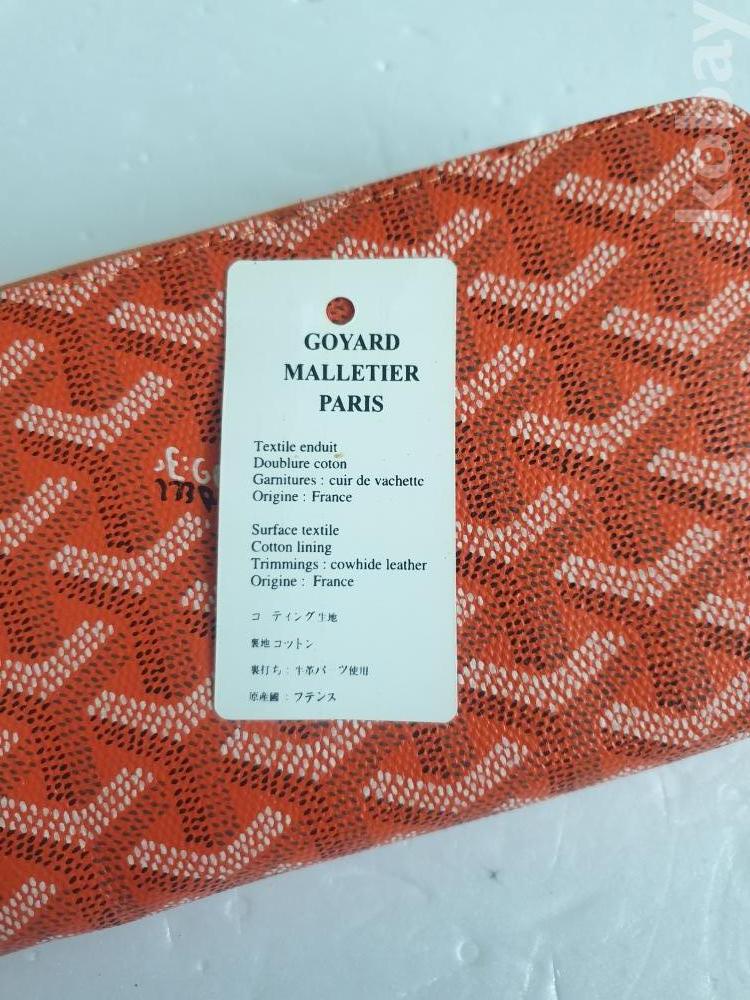 kobay
GOYARD
MALLETIER
PARIS
Textile enduit
Doublure coton
Garnitures : cuir de vachette
Origine : France
Surface textile
Cotton lining
Trimmings : cowhide leather
Origine : France
コ ティング生地
裏地コットン
裏打ち : 牛革パーツ使用
原産國 : フテンス